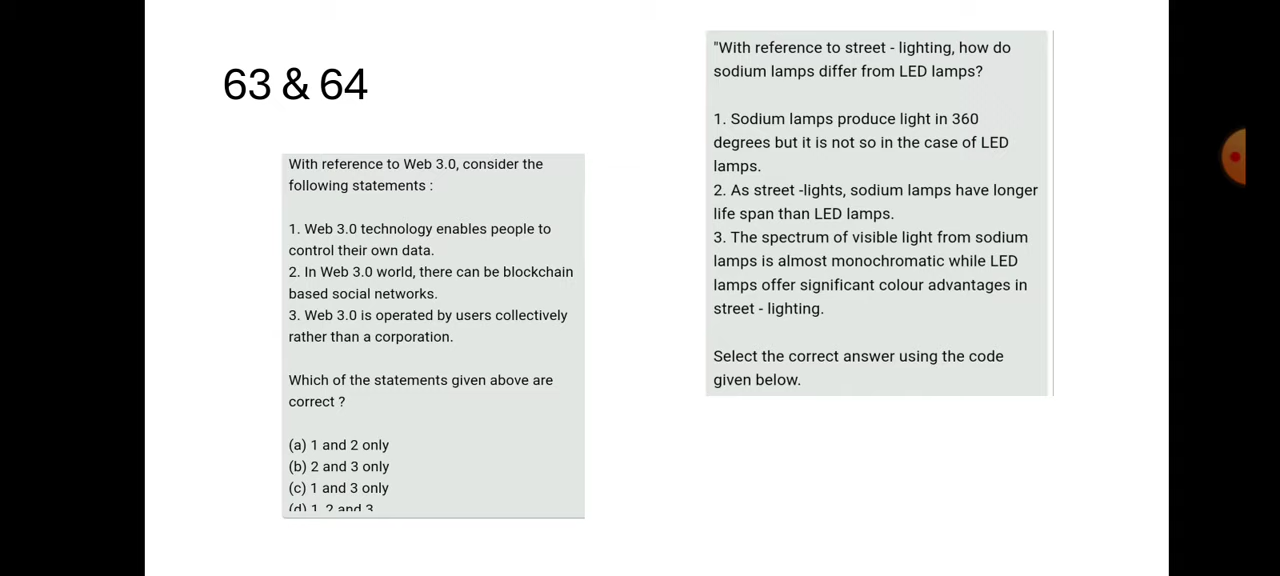 63 & 64
With reference to Web 3.0, consider the
following statements :
1. Web 3.0 technology enables people to
control their own data.
2. In Web 3.0 world, there can be blockchain
based social networks.
3. Web 3.0 is operated by users collectively
rather than a corporation.
Which of the statements given above are
correct ?
(a) 1 and 2 only
(b) 2 and 3 only
(c) 1 and 3 only
(d) 1, 2 and 3
"With reference to street - lighting, how do
sodium lamps differ from LED lamps?
1. Sodium lamps produce light in 360
degrees but it is not so in the case of LED
lamps.
2. As street -lights, sodium lamps have longer
life span than LED lamps.
3. The spectrum of visible light from sodium
lamps is almost monochromatic while LED
lamps offer significant colour advantages in
street - lighting.
Select the correct answer using the code
given below.